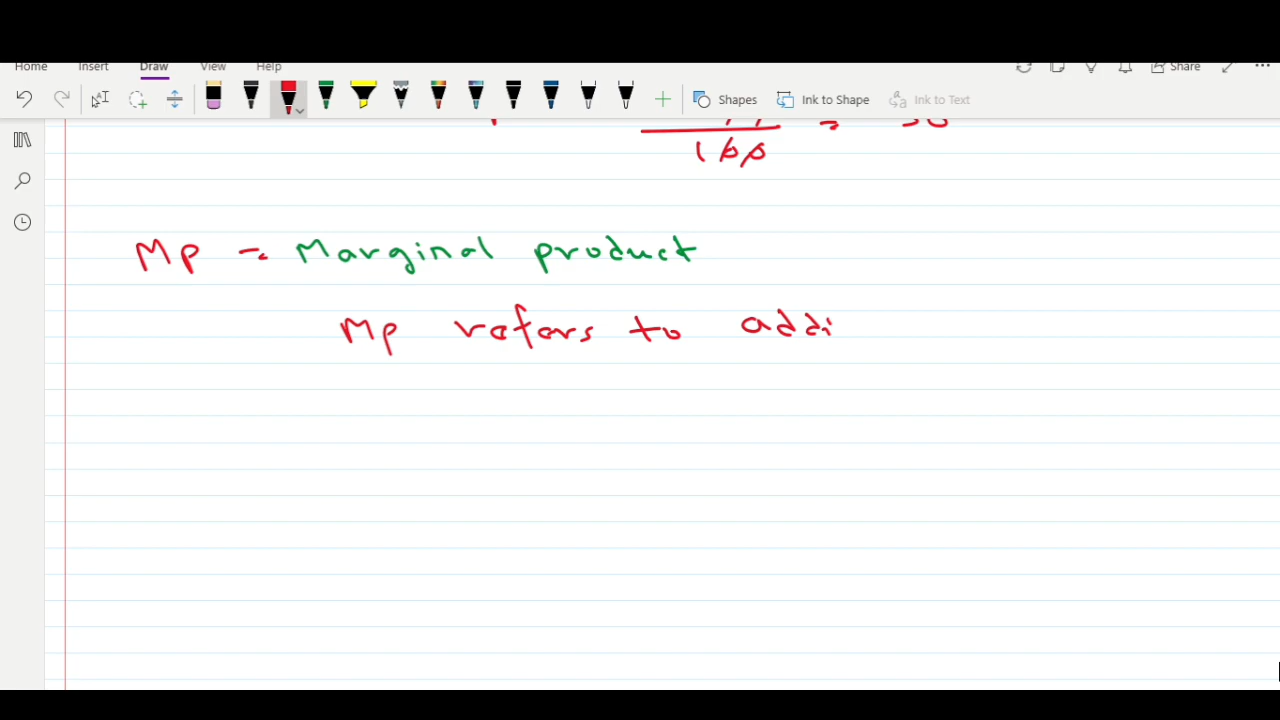 Home Insert Draw View Help Share
Shapes Ink to Shape Ink to Text
100
Mp = Marginal product
Mp refers to addi